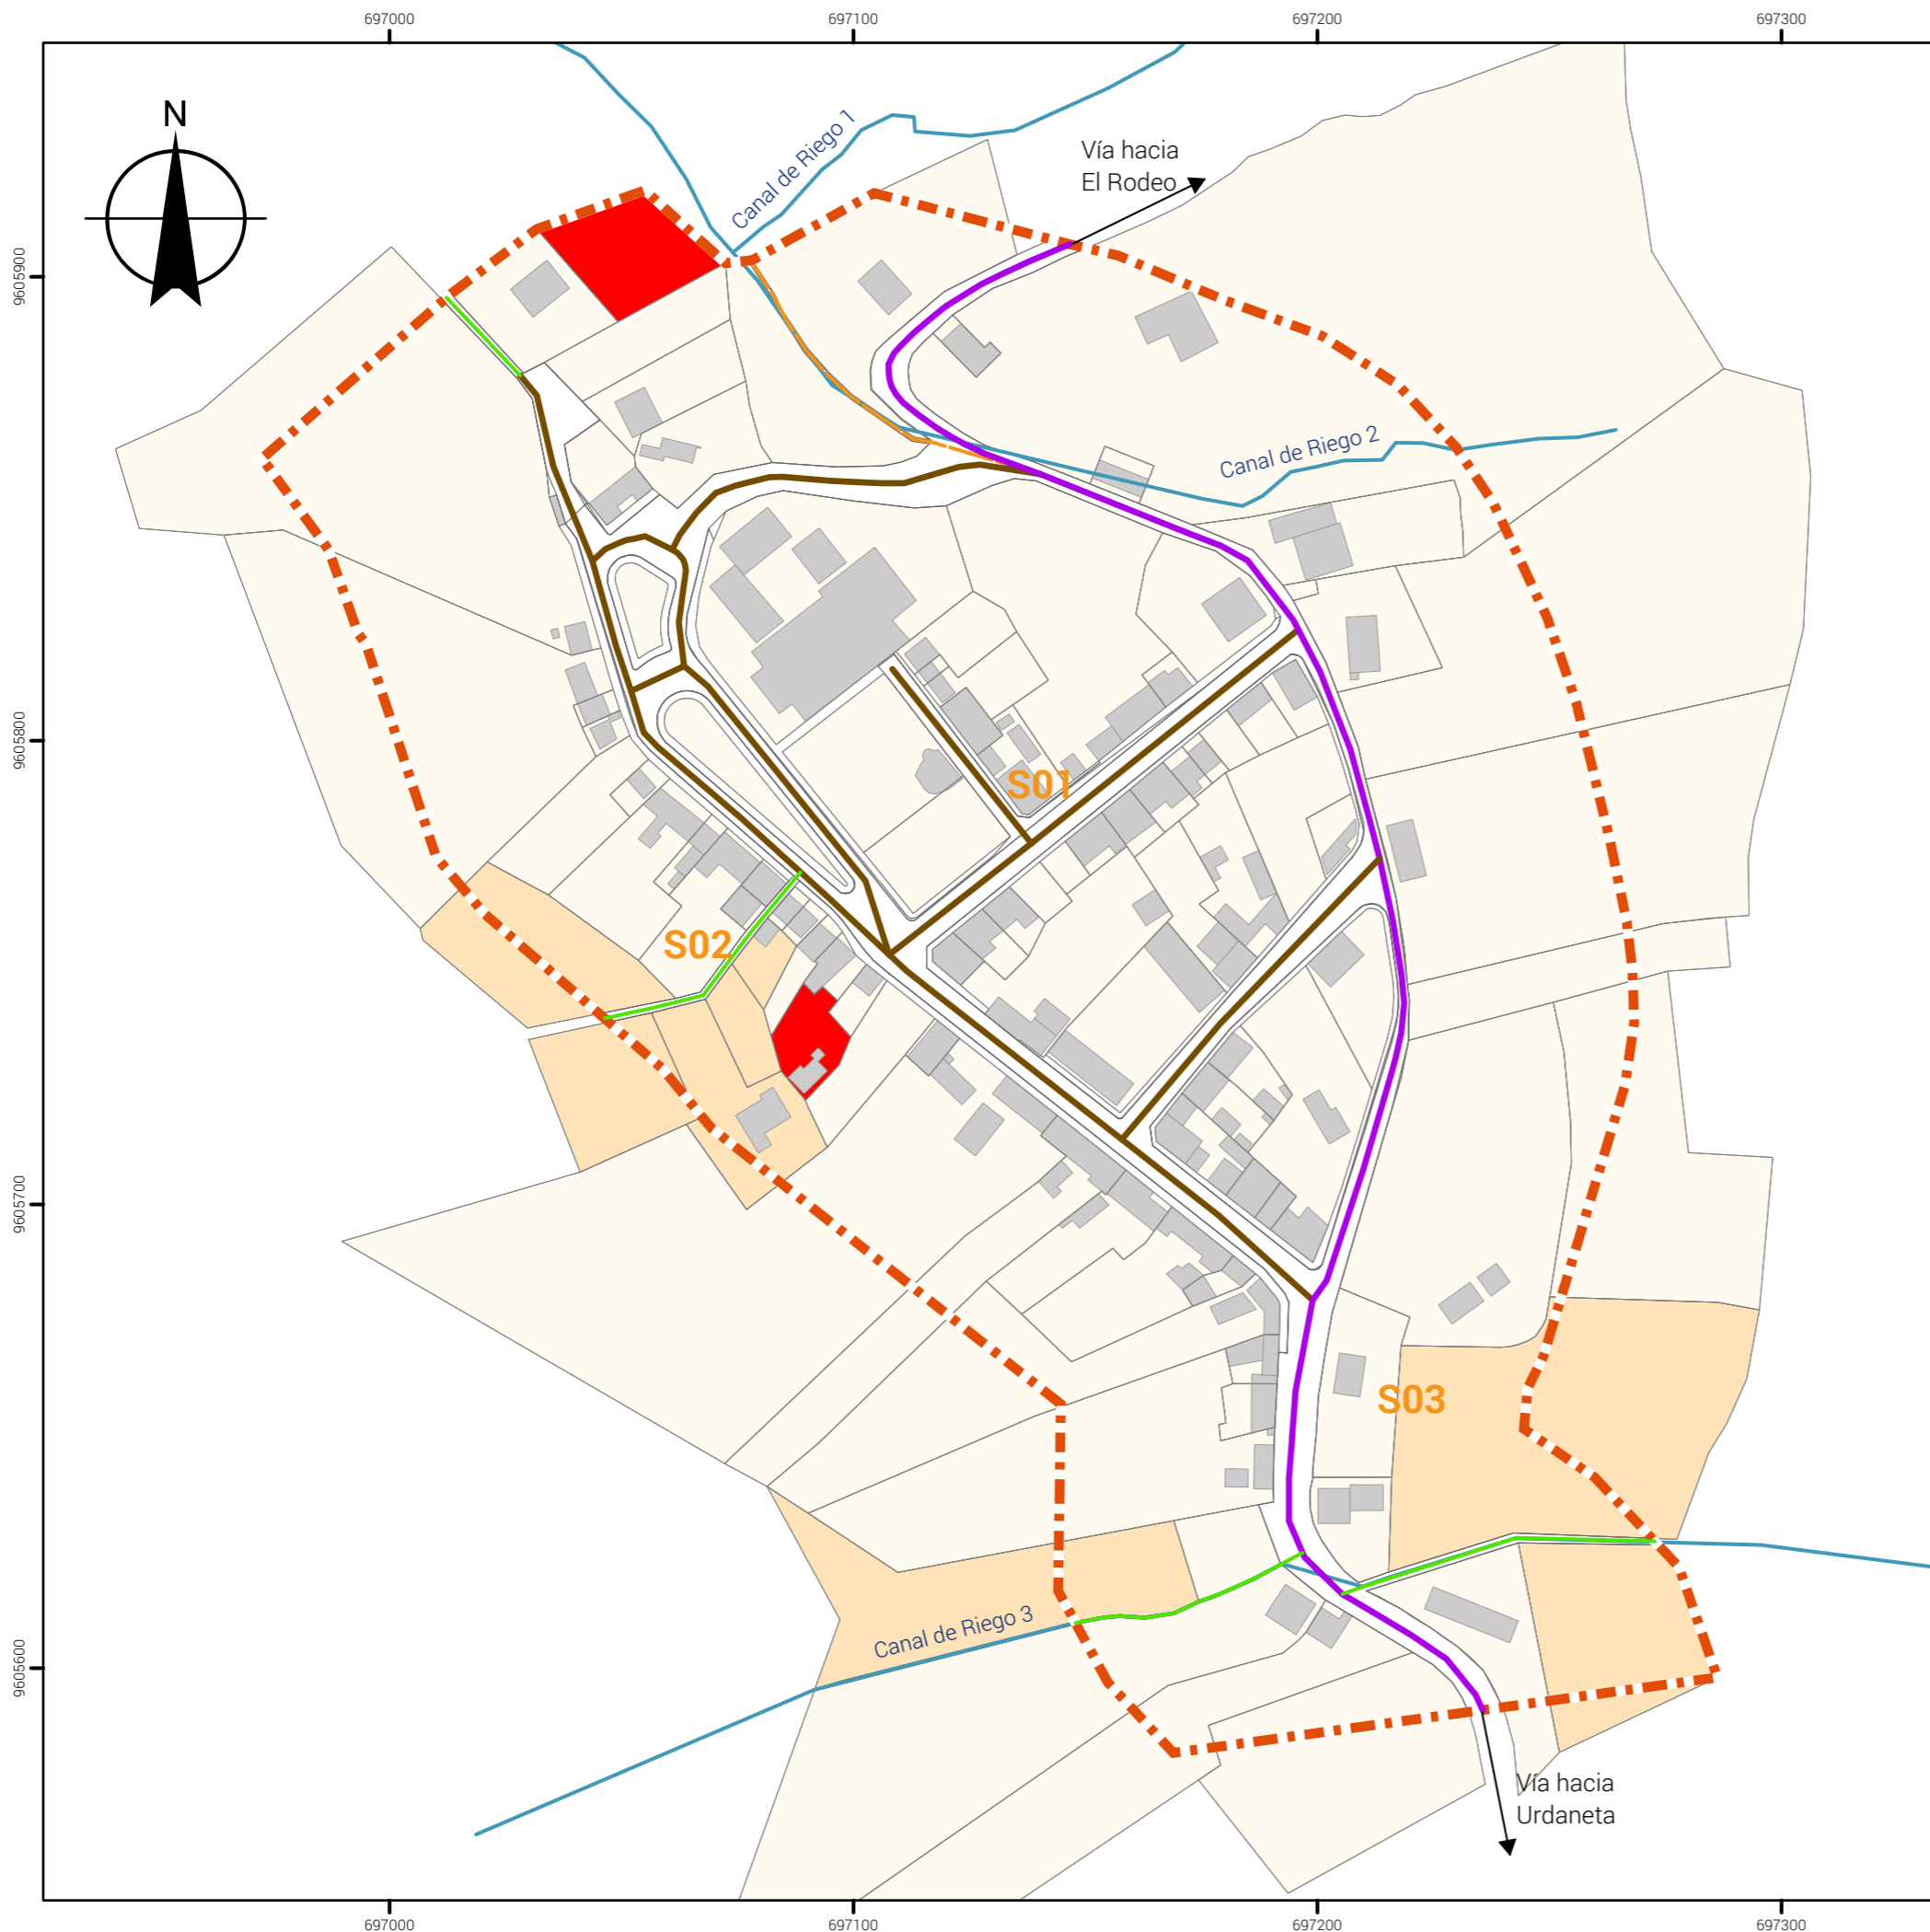 697000
697100
697200
697300
N
Canal de Riego 1
Vía hacia
El Rodeo
9605900
Canal de Riego 2
9605800
S01
S02
9605700
S03
Canal de Riego 3
9605600
Vía hacia
Urdaneta
697000
697100
697200
697300